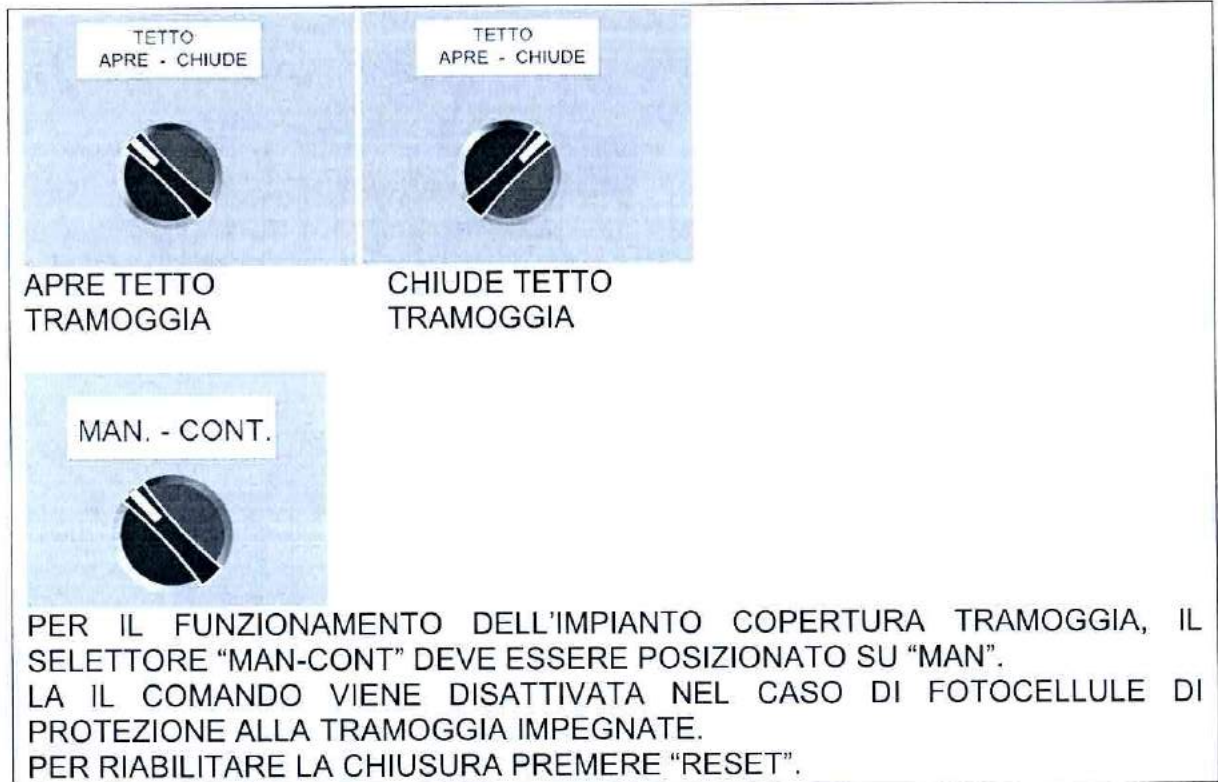 TETTO
APRE - CHIUDE
TETTO
APRE - CHIUDE
APRE TETTO
TRAMOGGIA
CHIUDE TETTO
TRAMOGGIA
MAN. - CONT.
PER IL FUNZIONAMENTO DELL'IMPIANTO COPERTURA TRAMOGGIA, IL
SELETTORE “MAN-CONT” DEVE ESSERE POSIZIONATO SU “MAN”.
LA IL COMANDO VIENE DISATTIVATA NEL CASO DI FOTOCELLULE DI
PROTEZIONE ALLA TRAMOGGIA IMPEGNATE.
PER RIABILITARE LA CHIUSURA PREMERE “RESET”.